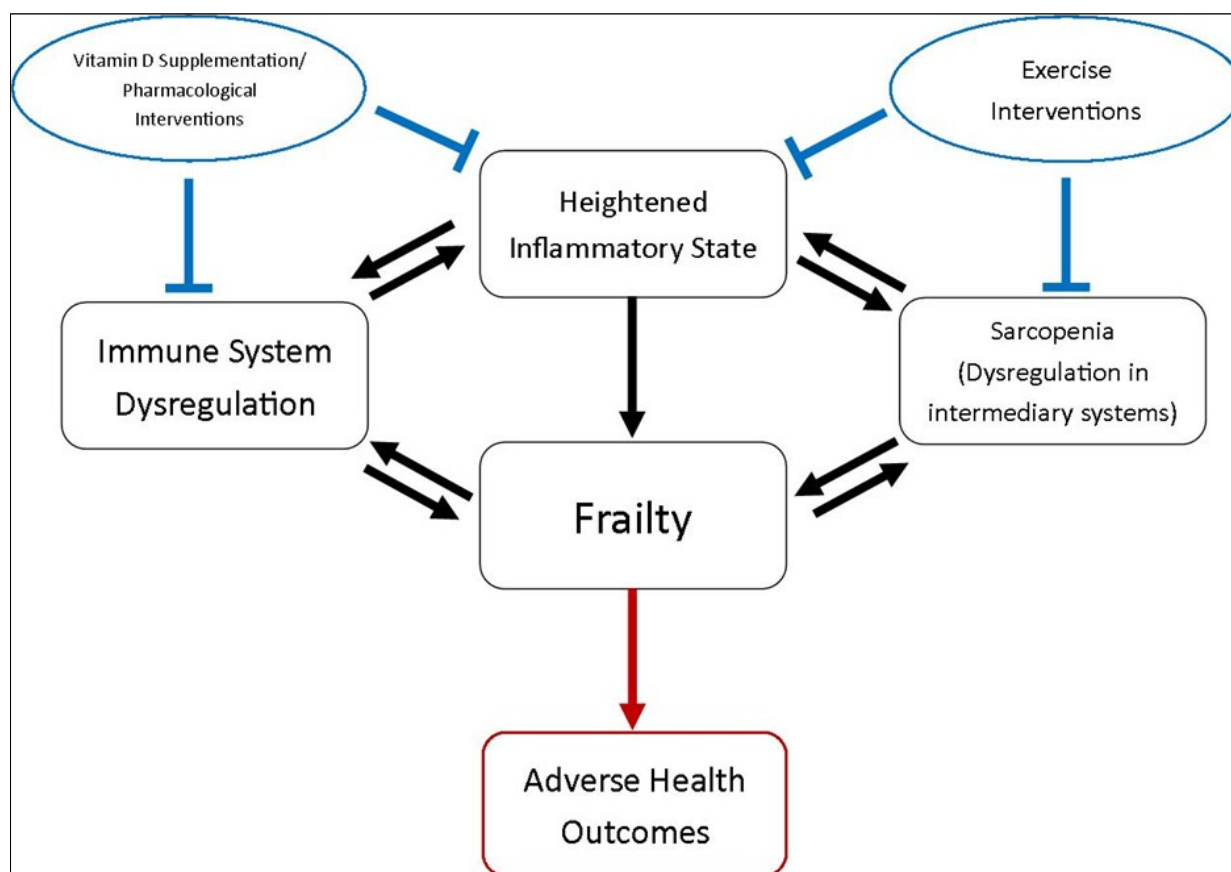 Vitamin D Supplementation/
Pharmacological
Interventions
Exercise
Interventions
Heightened
Inflammatory State
Immune System
Dysregulation
Sarcopenia
(Dysregulation in
intermediary systems)
Frailty
Adverse Health
Outcomes